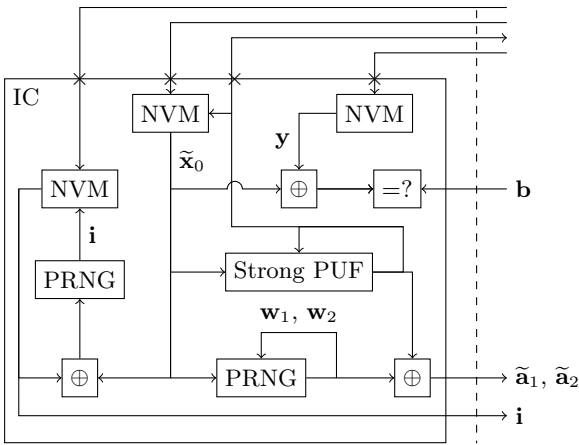 IC
NVM
NVM
y
x̃₀
NVM
⊕
=?
b
i
Strong PUF
PRNG
w₁, w₂
⊕
PRNG
⊕
ã₁, ã₂
i